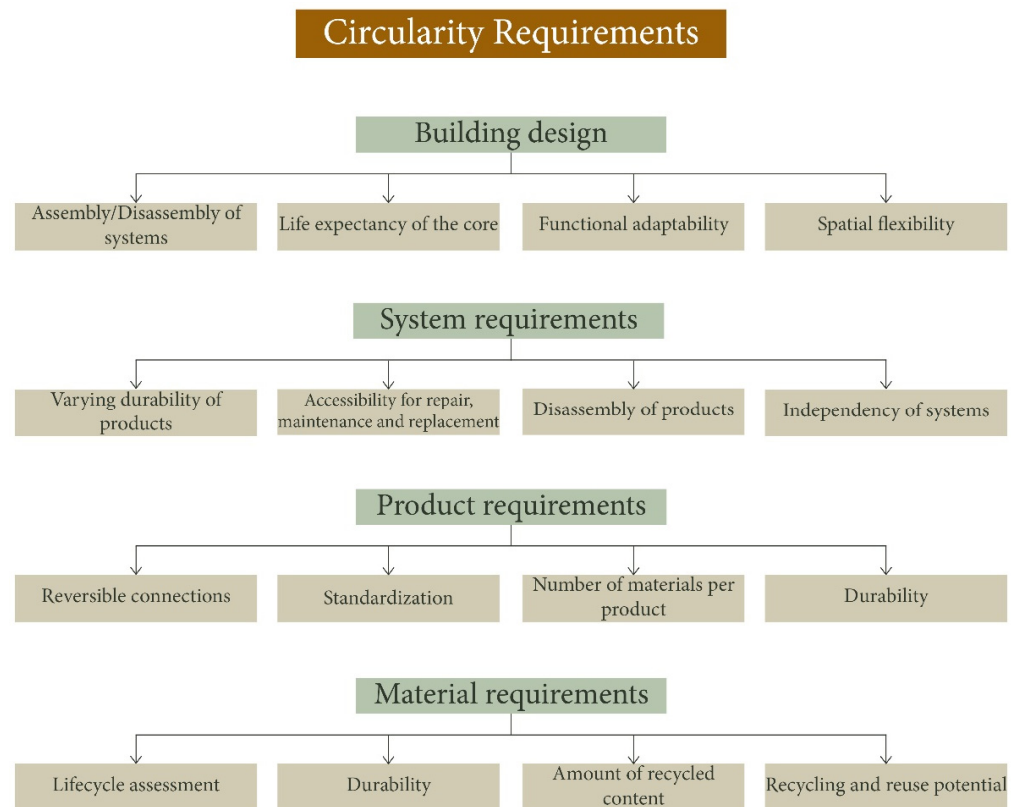 Circularity Requirements
Building design
Assembly/Disassembly of
systems
Life expectancy of the core
Functional adaptability
Spatial flexibility
System requirements
Varying durability of
products
Accessibility for repair,
maintenance and replacement
Disassembly of products
Independency of systems
Product requirements
Reversible connections
Standardization
Number of materials per
product
Durability
Material requirements
Lifecycle assessment
Durability
Amount of recycled
content
Recycling and reuse potential